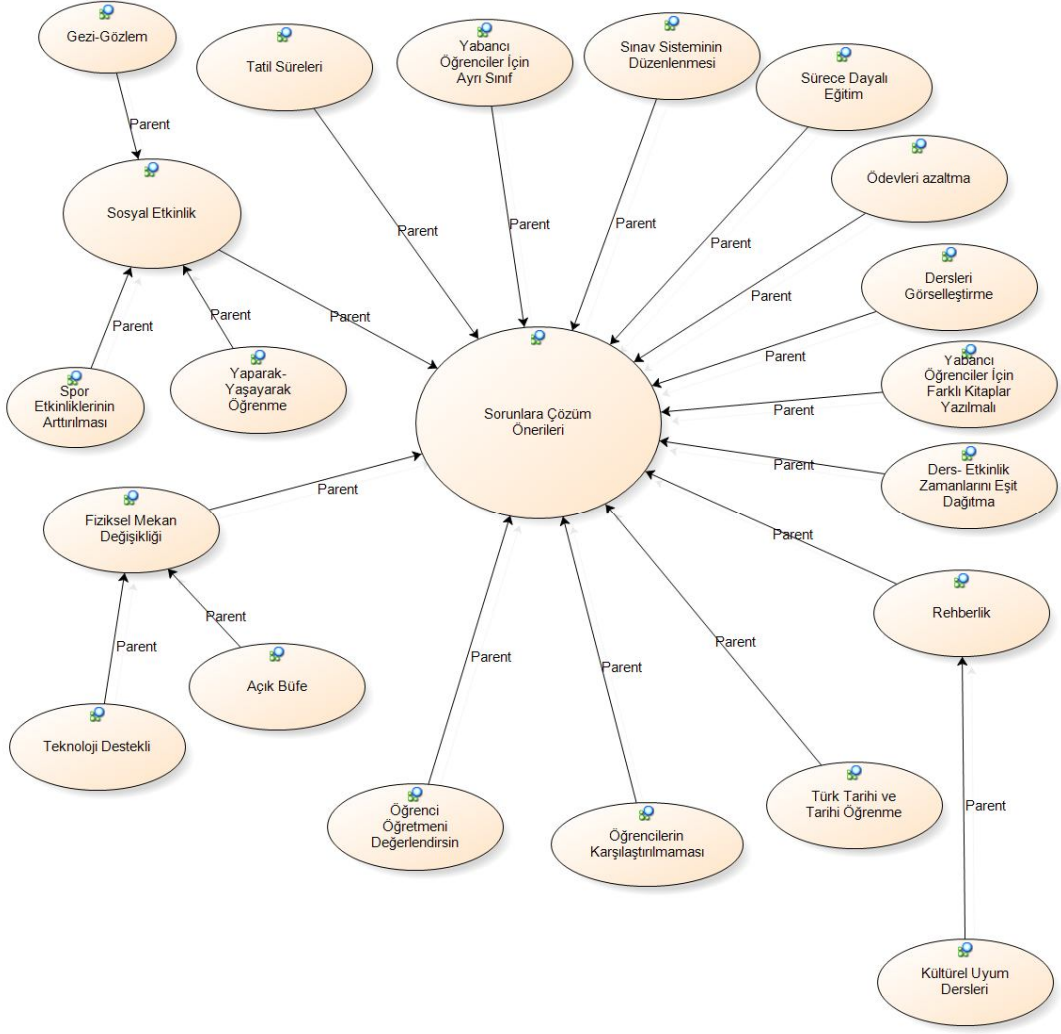 Gezi-Gözlem
Tatil Süreleri
Yabancı
Öğrenciler İçin
Ayrı Sınıf
Sınav Sisteminin
Düzenlenmesi
Sürece Dayalı
Eğitim
Ödevleri azaltma
Parent
Sosyal Etkinlik
Parent
Parent
Parent
Parent
Dersleri
Görselleştirme
Parent
Parent
Parent
Parent
Parent
Parent
Spor
Etkinliklerinin
Arttırılması
Yaparak-
Yaşayarak
Öğrenme
Sorunlara Çözüm
Önerileri
Yabancı
Öğrenciler İçin
Farklı Kitaplar
Yazılmalı
Parent
Parent
Ders- Etkinlik
Zamanlarını Eşit
Dağıtma
Parent
Fiziksel Mekan
Değişikliği
Parent
Rehberlik
Parent
Parent
Parent
Parent
Parent
Açık Büfe
Teknoloji Destekli
Öğrenci
Öğretmeni
Değerlendirsin
Öğrencilerin
Karşılaştırılmaması
Türk Tarihi ve
Tarihi Öğrenme
Parent
Kültürel Uyum
Dersleri